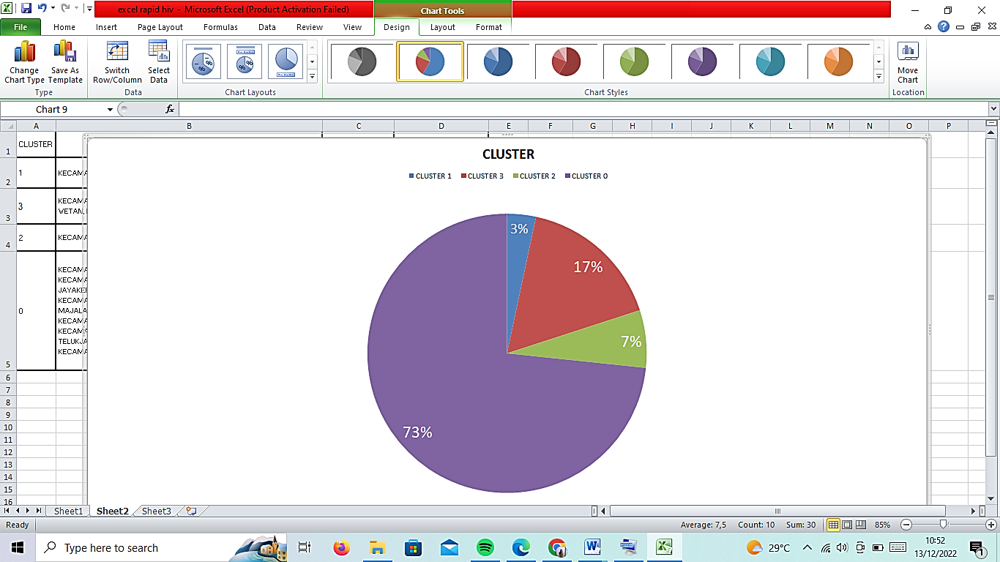 excel rapid hiv - Microsoft Excel (Product Activation Failed)
Chart Tools
File Home Insert Page Layout Formulas Data Review View Design Layout Format
Change Chart Type
Save As Template
Switch Row/Column
Select Data
Move Chart
Type Data Chart Layouts Chart Styles Location
Chart 9 fx
A B C D E F G H I J K L M N O P
1 CLUSTER
2 1 KECAMA
3 3 KECAMA
WETAN,
4 2 KECAMA
5 0 KECAMA
KECAMA
JAYAKER
KECAMA
MAJALA
KECAMA
KECAMA
TELUKJA
KECAMA
6
7
8
9
10
11
12
13
14
15
16
CLUSTER
CLUSTER 1 CLUSTER 3 CLUSTER 2 CLUSTER 0
3%
17%
7%
73%
Sheet1 Sheet2 Sheet3
Ready Average: 7,5 Count: 10 Sum: 30 85%
Type here to search
29°C
10:52
13/12/2022
1